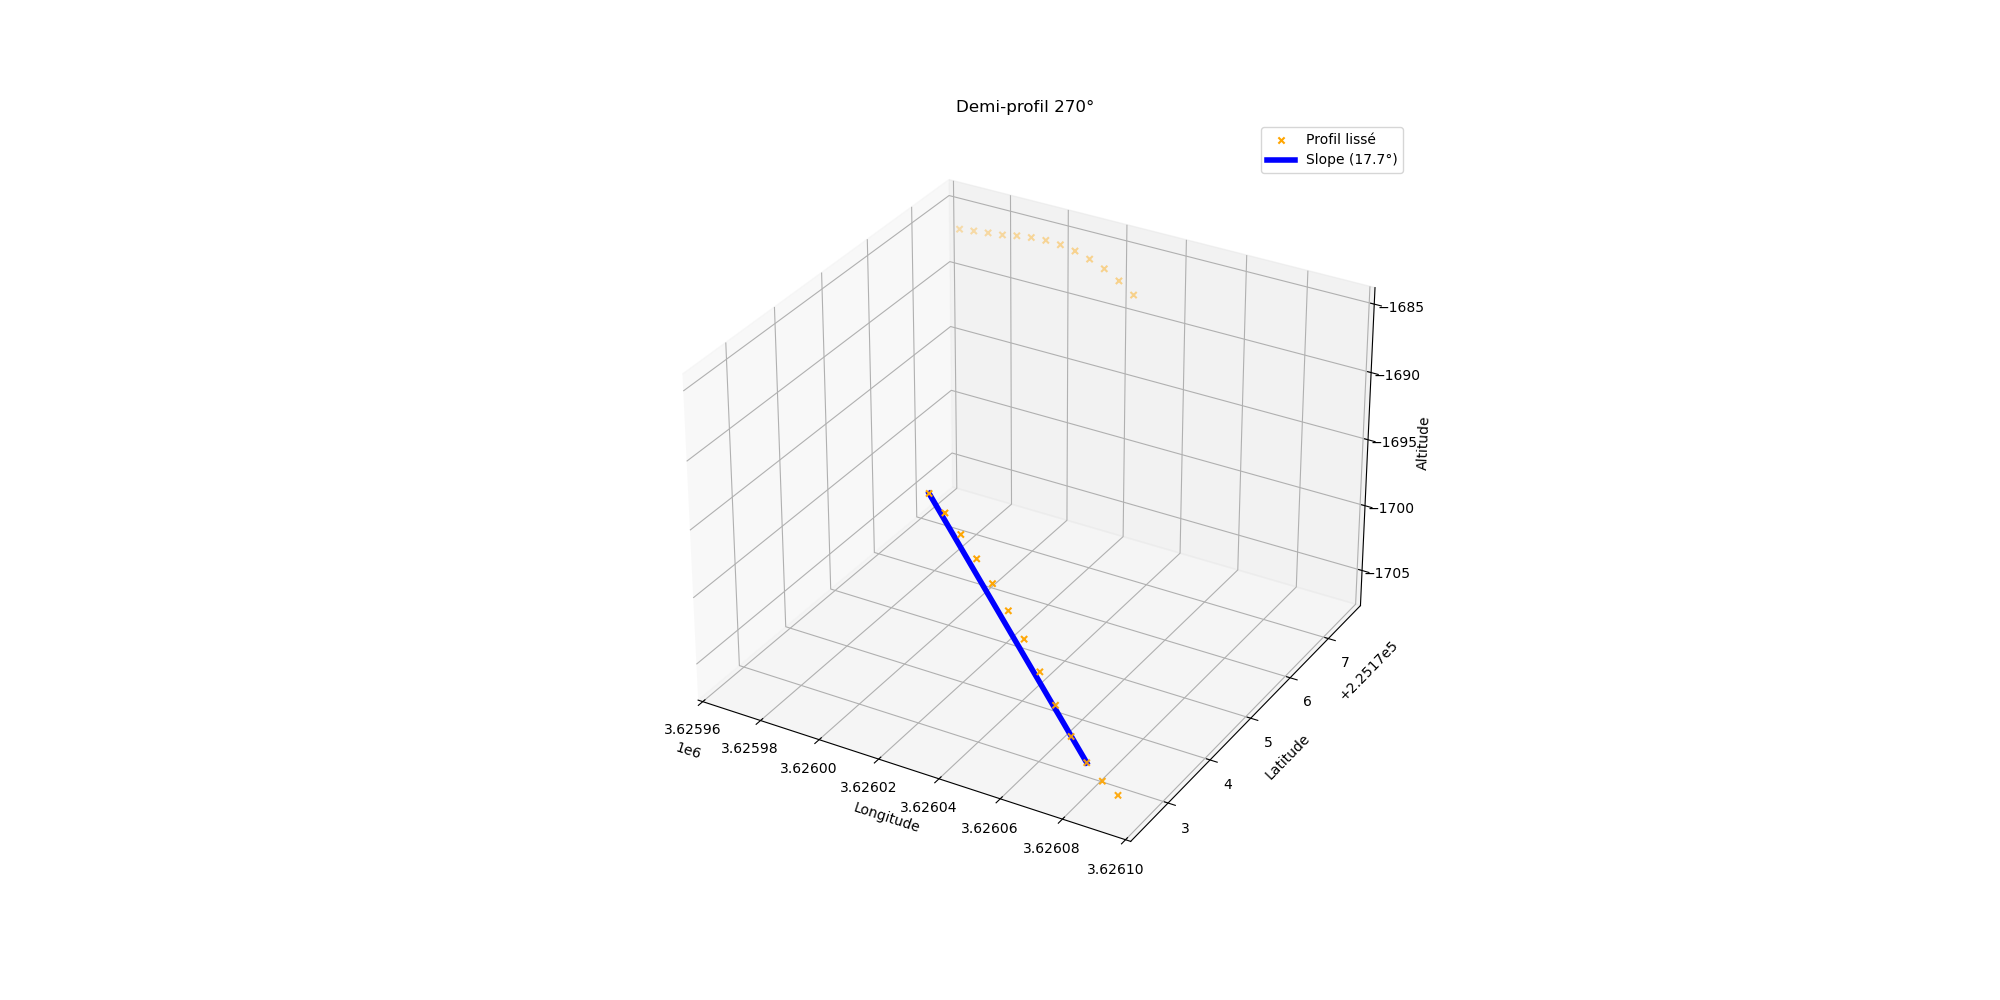 Demi-profil 270°
Profil lissé
Slope (17.7°)
−1685
−1690
−1695
−1700
−1705
Altitude
7
6
5
4
3
+2.2517e5
Latitude
3.62596
3.62598
3.62600
3.62602
3.62604
3.62606
3.62608
3.62610
1e6
Longitude